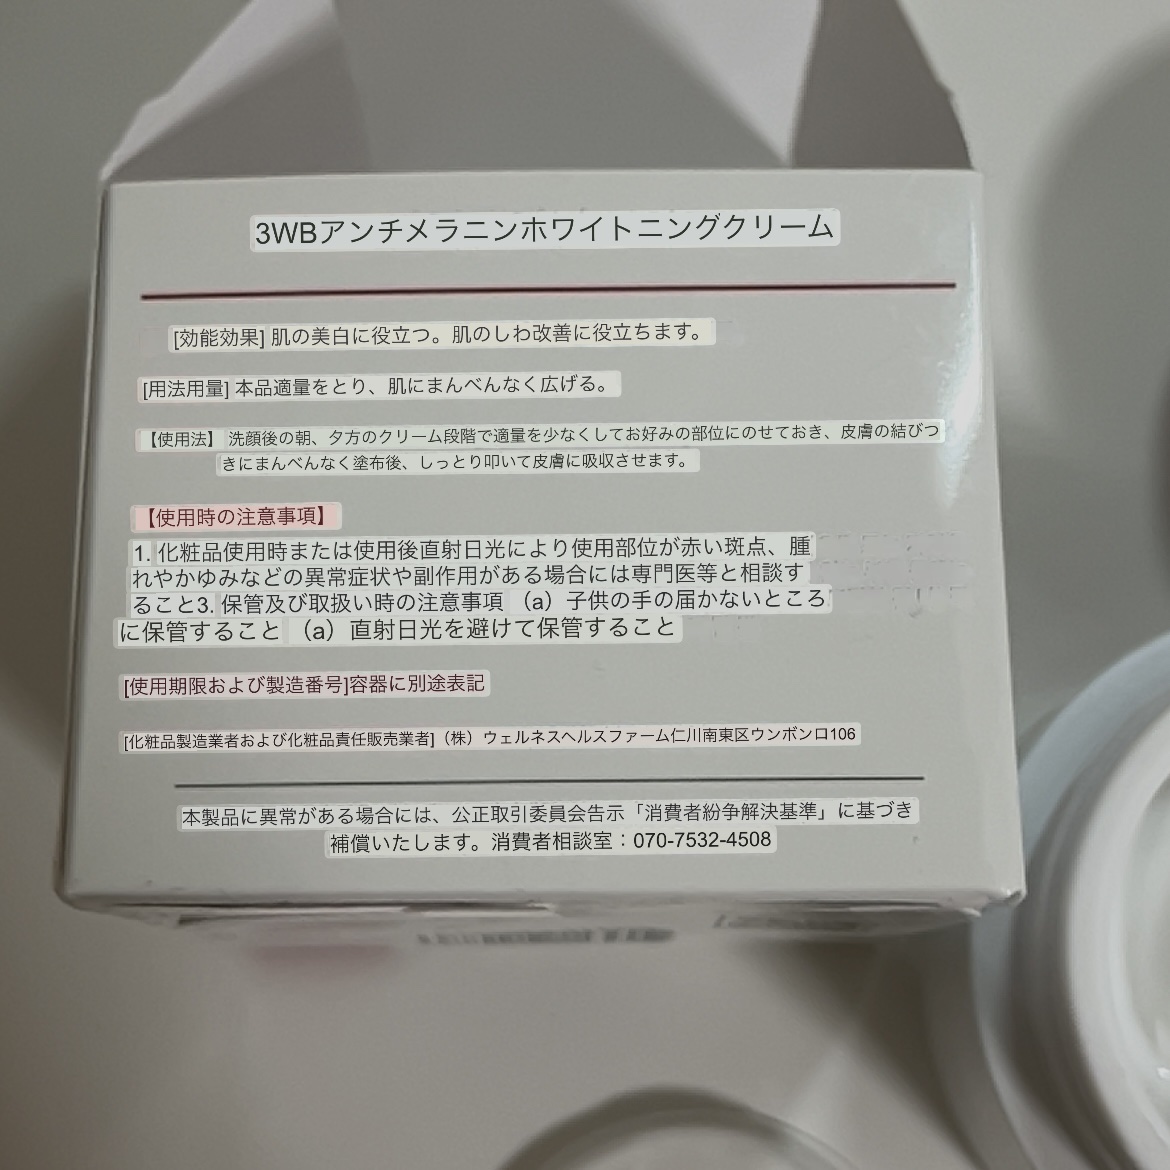 3WBアンチメラニンホワイトニングクリーム
[効能効果] 肌の美白に役立つ。肌のしわ改善に役立ちます。
[用法用量] 本品適量をとり、肌にまんべんなく広げる。
【使用法】 洗顔後の朝、夕方のクリーム段階で適量を少なくしてお好みの部位にのせておき、皮膚の結びつ
きにまんべんなく塗布後、しっとり叩いて皮膚に吸収させます。
【使用時の注意事項】
1. 化粧品使用時または使用後直射日光により使用部位が赤い斑点、腫
れやかゆみなどの異常症状や副作用がある場合には専門医等と相談す
ること3. 保管及び取扱い時の注意事項 （a）子供の手の届かないところ
に保管すること （a）直射日光を避けて保管すること
[使用期限および製造番号]容器に別途表記
[化粧品製造業者および化粧品責任販売業者]（株）ウェルネスヘルスファーム仁川南東区ウンボンロ106
本製品に異常がある場合には、公正取引委員会告示「消費者紛争解決基準」に基づき
補償いたします。消費者相談室：070-7532-4508